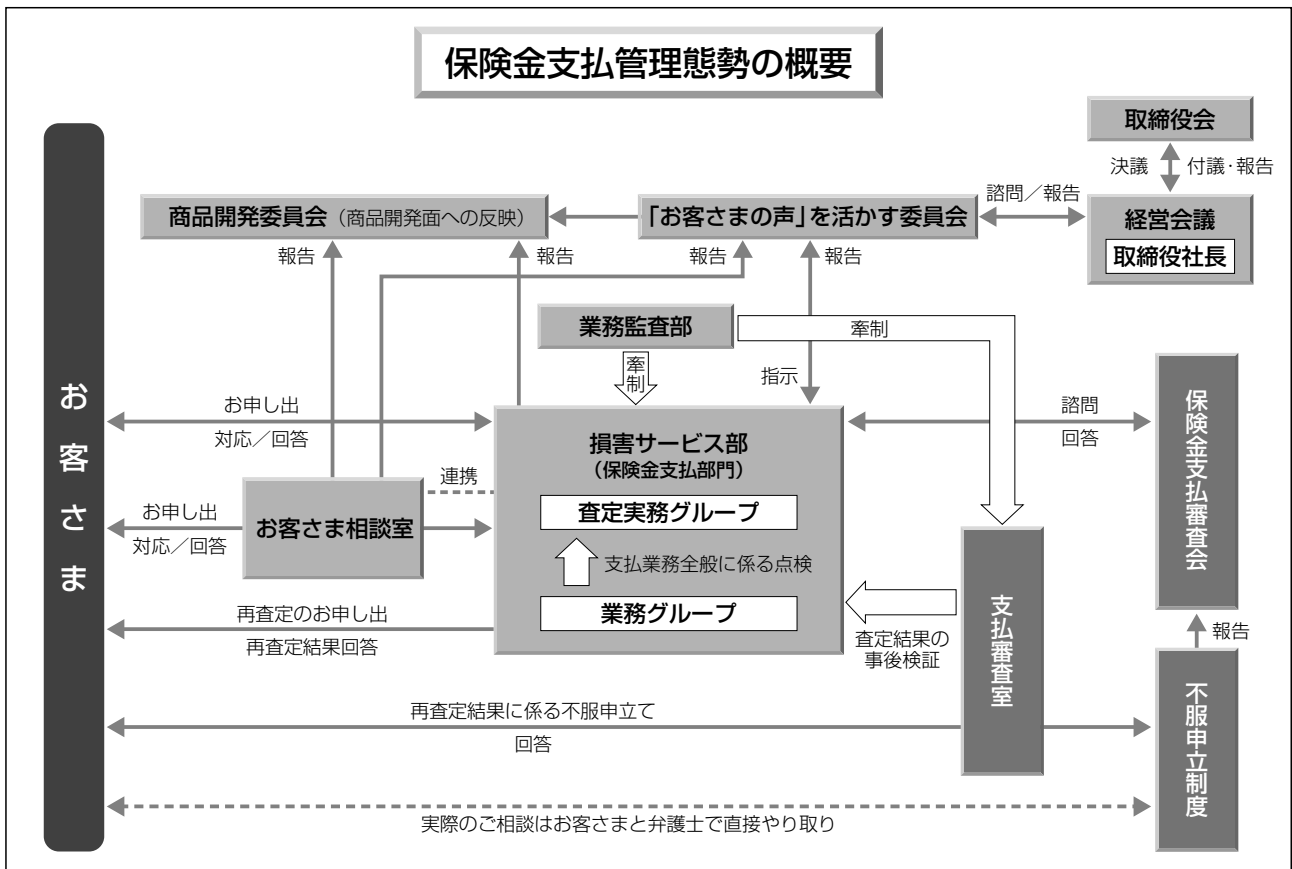 保険金支払管理態勢の概要
取締役会
決議
付議・報告
諮問／報告
経営会議
取締役社長
商品開発委員会（商品開発面への反映）
「お客さまの声」を活かす委員会
報告
報告
報告
報告
業務監査部
牽制
牽制
指示
お客さま
お申し出
対応／回答
損害サービス部
（保険金支払部門）
諮問
回答
保険金支払審査会
連携
お客さま相談室
お申し出
対応／回答
査定実務グループ
支払業務全般に係る点検
業務グループ
再査定のお申し出
再査定結果回答
査定結果の
事後検証
支払審査室
報告
不服申立制度
再査定結果に係る不服申立て
回答
実際のご相談はお客さまと弁護士で直接やり取り